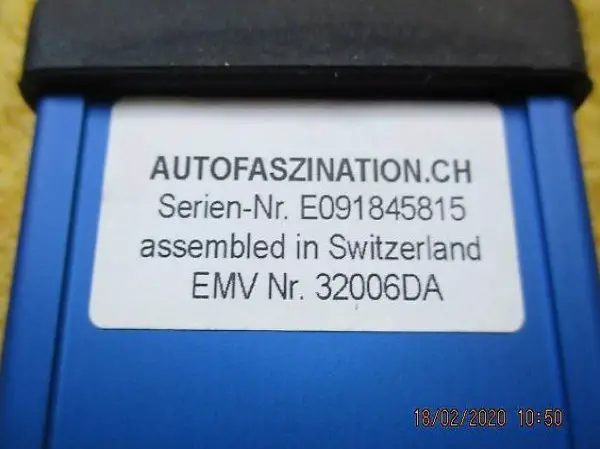 AUTOFASZINATION.CH
Serien-Nr. E091845815
assembled in Switzerland
EMV Nr. 32006DA
18/02/2020 10:50